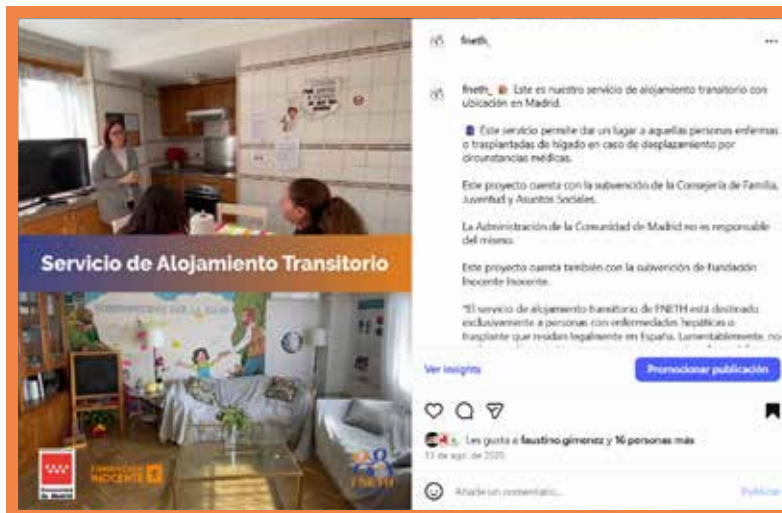 Servicio de Alojamiento Transitorio
Comunidad
de Madrid
FUNDACIÓN
INOCENTE
FNETH
fneth_
fneth_ Este es nuestro servicio de alojamiento transitorio con
ubicación en Madrid.
Este servicio permite dar un lugar a aquellas personas enfermas
o trasplantadas de hígado en caso de desplazamiento por
circunstancias médicas.
Este proyecto cuenta con la subvención de la Consejería de Familia,
Juventud y Asuntos Sociales.
La Administración de la Comunidad de Madrid no es responsable
del mismo.
Este proyecto cuenta también con la subvención de Fundación
Inocente Inocente.
*El servicio de alojamiento transitorio de FNETH está destinado
exclusivamente a personas con enfermedades hepáticas o
trasplante que residan legalmente en España. Lamentablemente, no
Ver insights
Promocionar publicación
Les gusta a faustino.gimenez y 16 personas más
13 de ago. de 2025
Añade un comentario...
Publicar